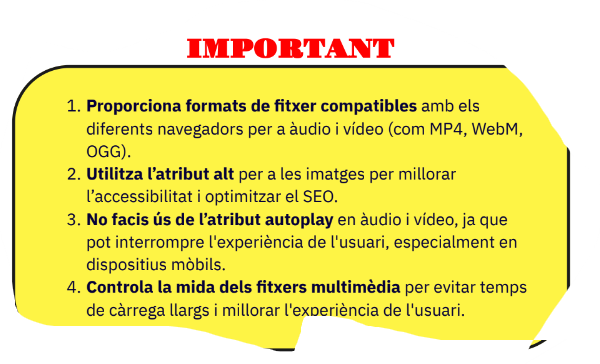 IMPORTANT
1. Proporciona formats de fitxer compatibles amb els
diferents navegadors per a àudio i vídeo (com MP4, WebM,
OGG).
2. Utilitza l’atribut alt per a les imatges per millorar
l’accessibilitat i optimitzar el SEO.
3. No facis ús de l’atribut autoplay en àudio i vídeo, ja que
pot interrompre l'experiència de l'usuari, especialment en
dispositius mòbils.
4. Controla la mida dels fitxers multimèdia per evitar temps
de càrrega llargs i millorar l'experiència de l'usuari.